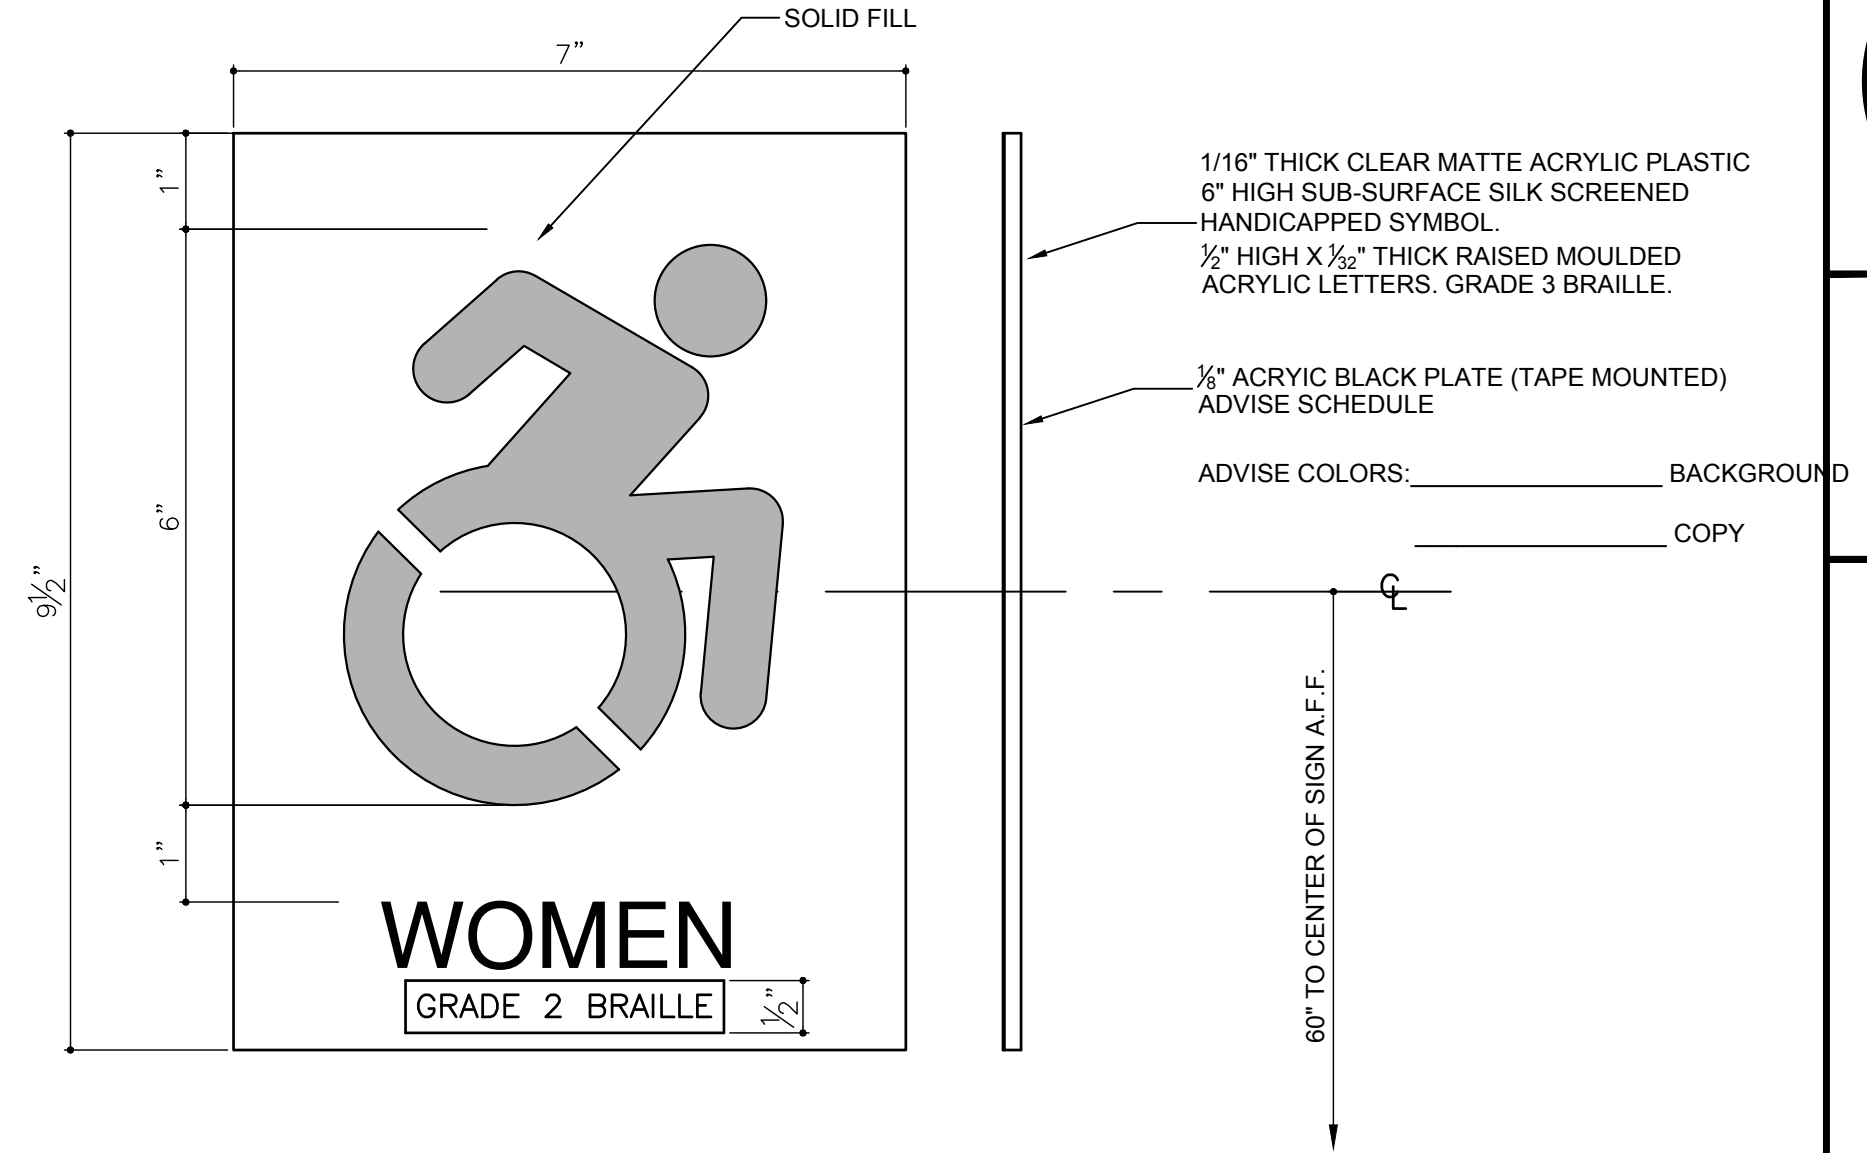 SOLID FILL
7”
1”
6”
9½”
1”
1/16" THICK CLEAR MATTE ACRYLIC PLASTIC
6" HIGH SUB-SURFACE SILK SCREENED
HANDICAPPED SYMBOL.
½" HIGH X 1/32" THICK RAISED MOULDED
ACRYLIC LETTERS. GRADE 3 BRAILLE.
⅛" ACRYIC BLACK PLATE (TAPE MOUNTED)
ADVISE SCHEDULE
ADVISE COLORS:__________________ BACKGROUND
__________________ COPY
℄
60" TO CENTER OF SIGN A.F.F.
WOMEN
GRADE 2 BRAILLE
½”